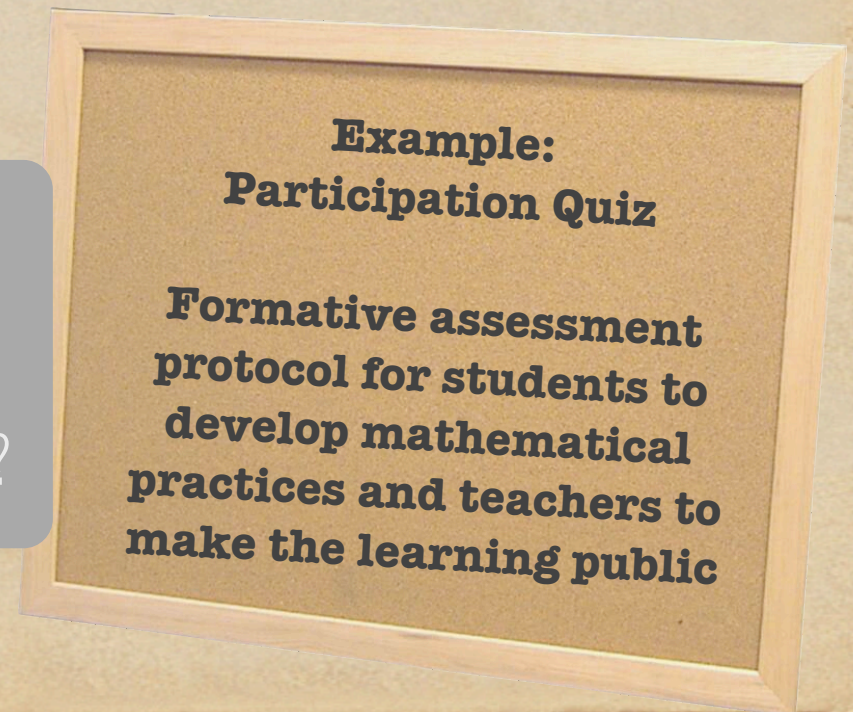 Example:
Participation Quiz
Formative assessment
protocol for students to
develop mathematical
practices and teachers to
make the learning public
?